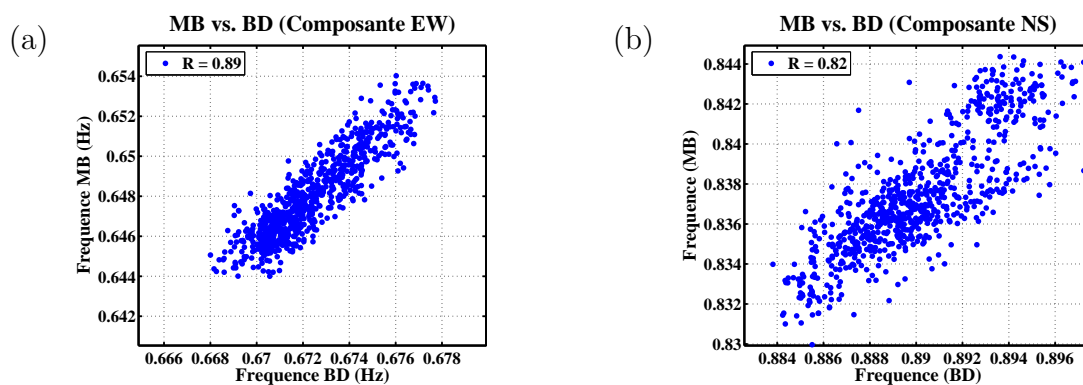 (a)
MB vs. BD (Composante EW)
R = 0.89
0.654
0.652
0.65
0.648
0.646
0.644
0.642
Frequence MB (Hz)
0.666 0.668 0.67 0.672 0.674 0.676 0.678
Frequence BD (Hz)
(b)
MB vs. BD (Composante NS)
R = 0.82
0.844
0.842
0.84
0.838
0.836
0.834
0.832
0.83
Frequence (MB)
0.884 0.886 0.888 0.89 0.892 0.894 0.896
Frequence (BD)